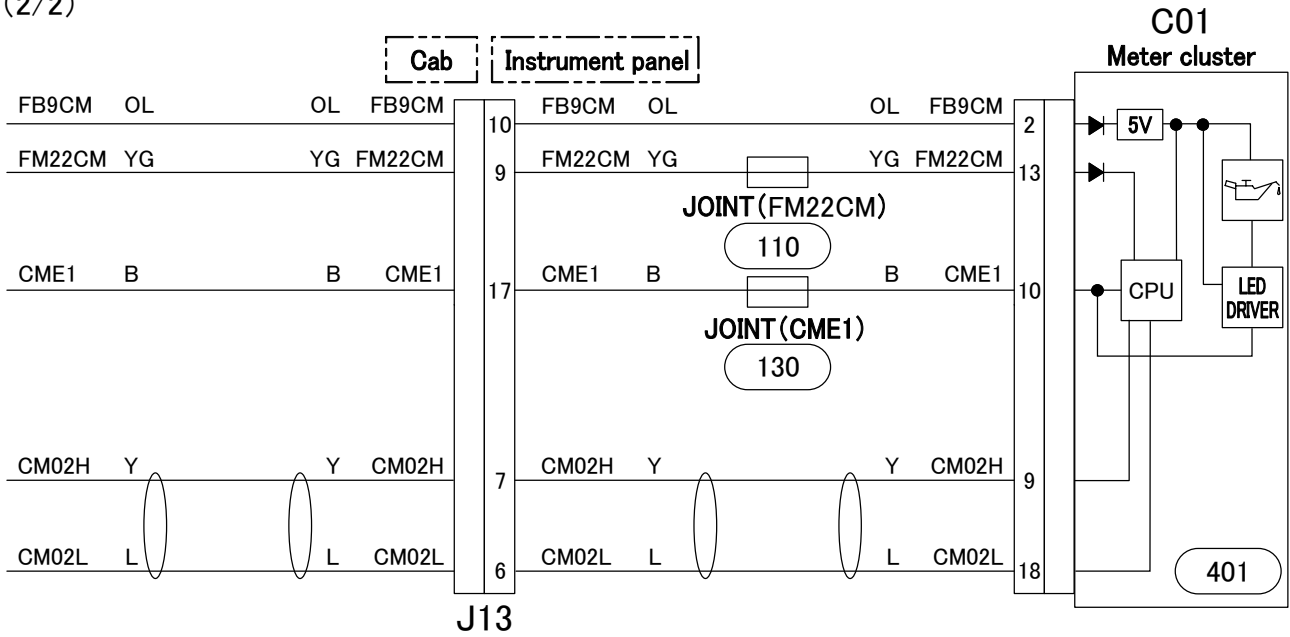 (2/2)
C01
Meter cluster
Cab
Instrument panel
FB9CM OL OL FB9CM 10 FB9CM OL OL FB9CM 2 5V
FM22CM YG YG FM22CM 9 FM22CM YG YG FM22CM 13
JOINT(FM22CM)
110
CME1 B B CME1 17 CME1 B B CME1 10 CPU LED
DRIVER
JOINT(CME1)
130
CM02H Y Y CM02H 7 CM02H Y Y CM02H 9
CM02L L L CM02L 6 CM02L L L CM02L 18 401
J13